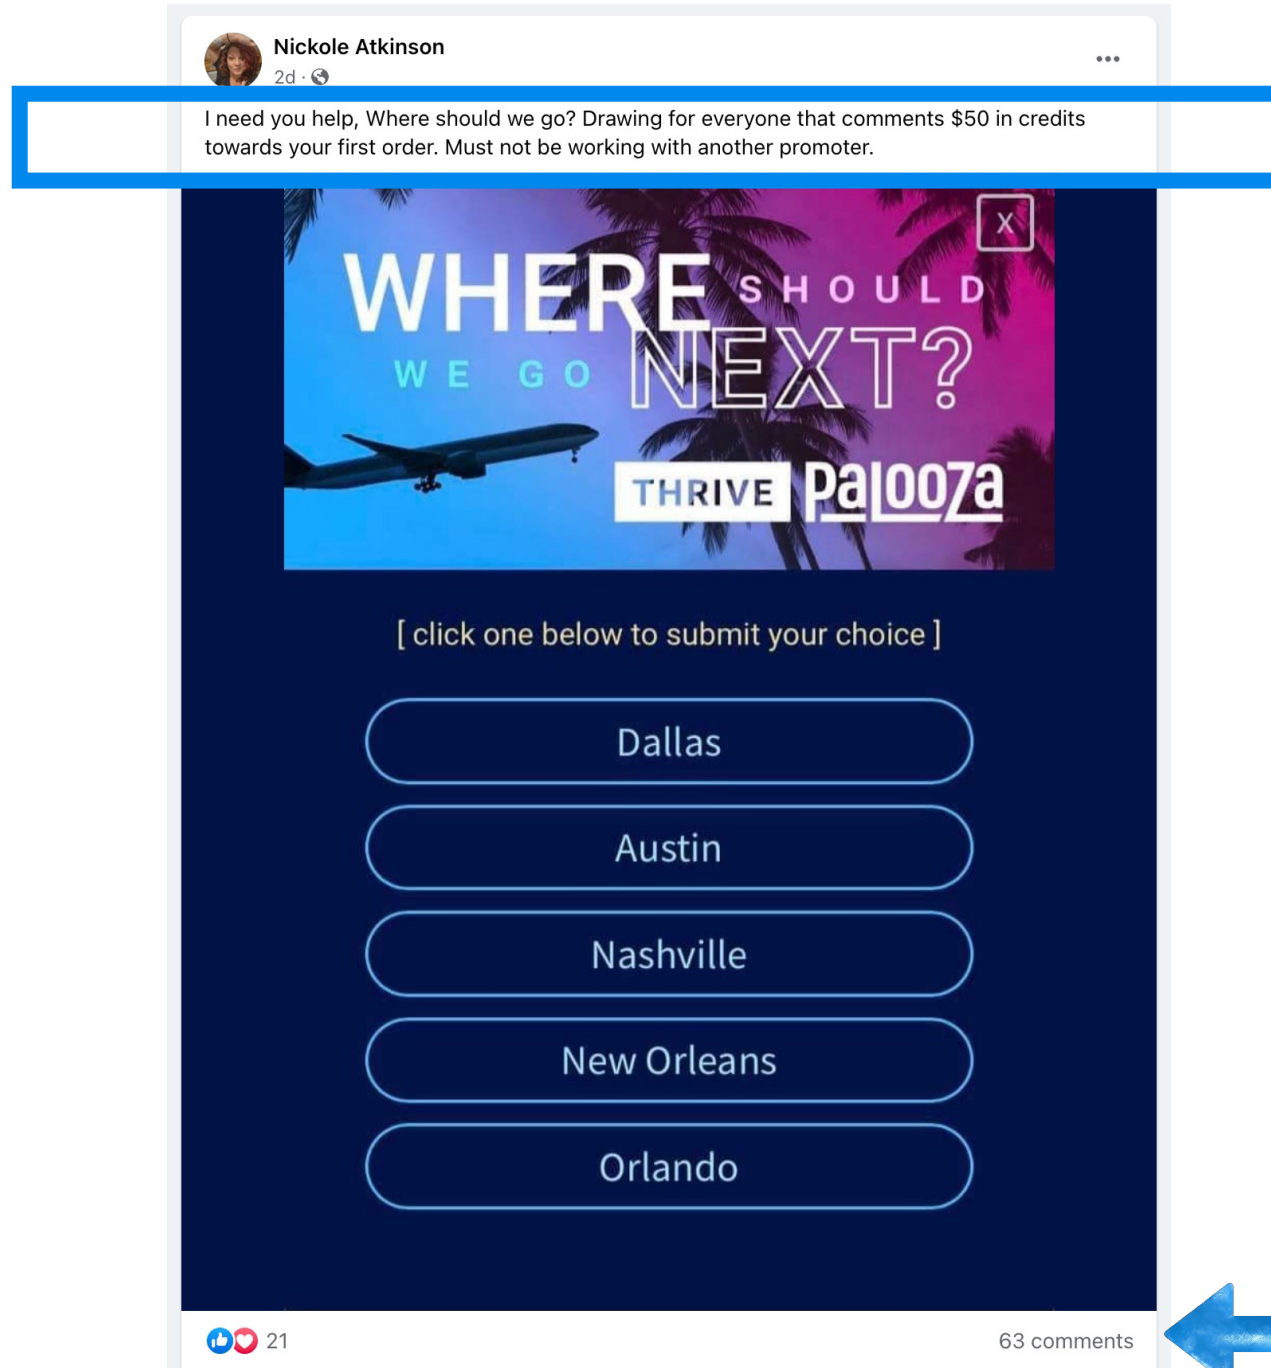 Nickole Atkinson
2d ·
I need you help, Where should we go? Drawing for everyone that comments $50 in credits
towards your first order. Must not be working with another promoter.
X
WHERE SHOULD
WE GO NEXT?
THRIVE PalooZa
[ click one below to submit your choice ]
Dallas
Austin
Nashville
New Orleans
Orlando
21
63 comments